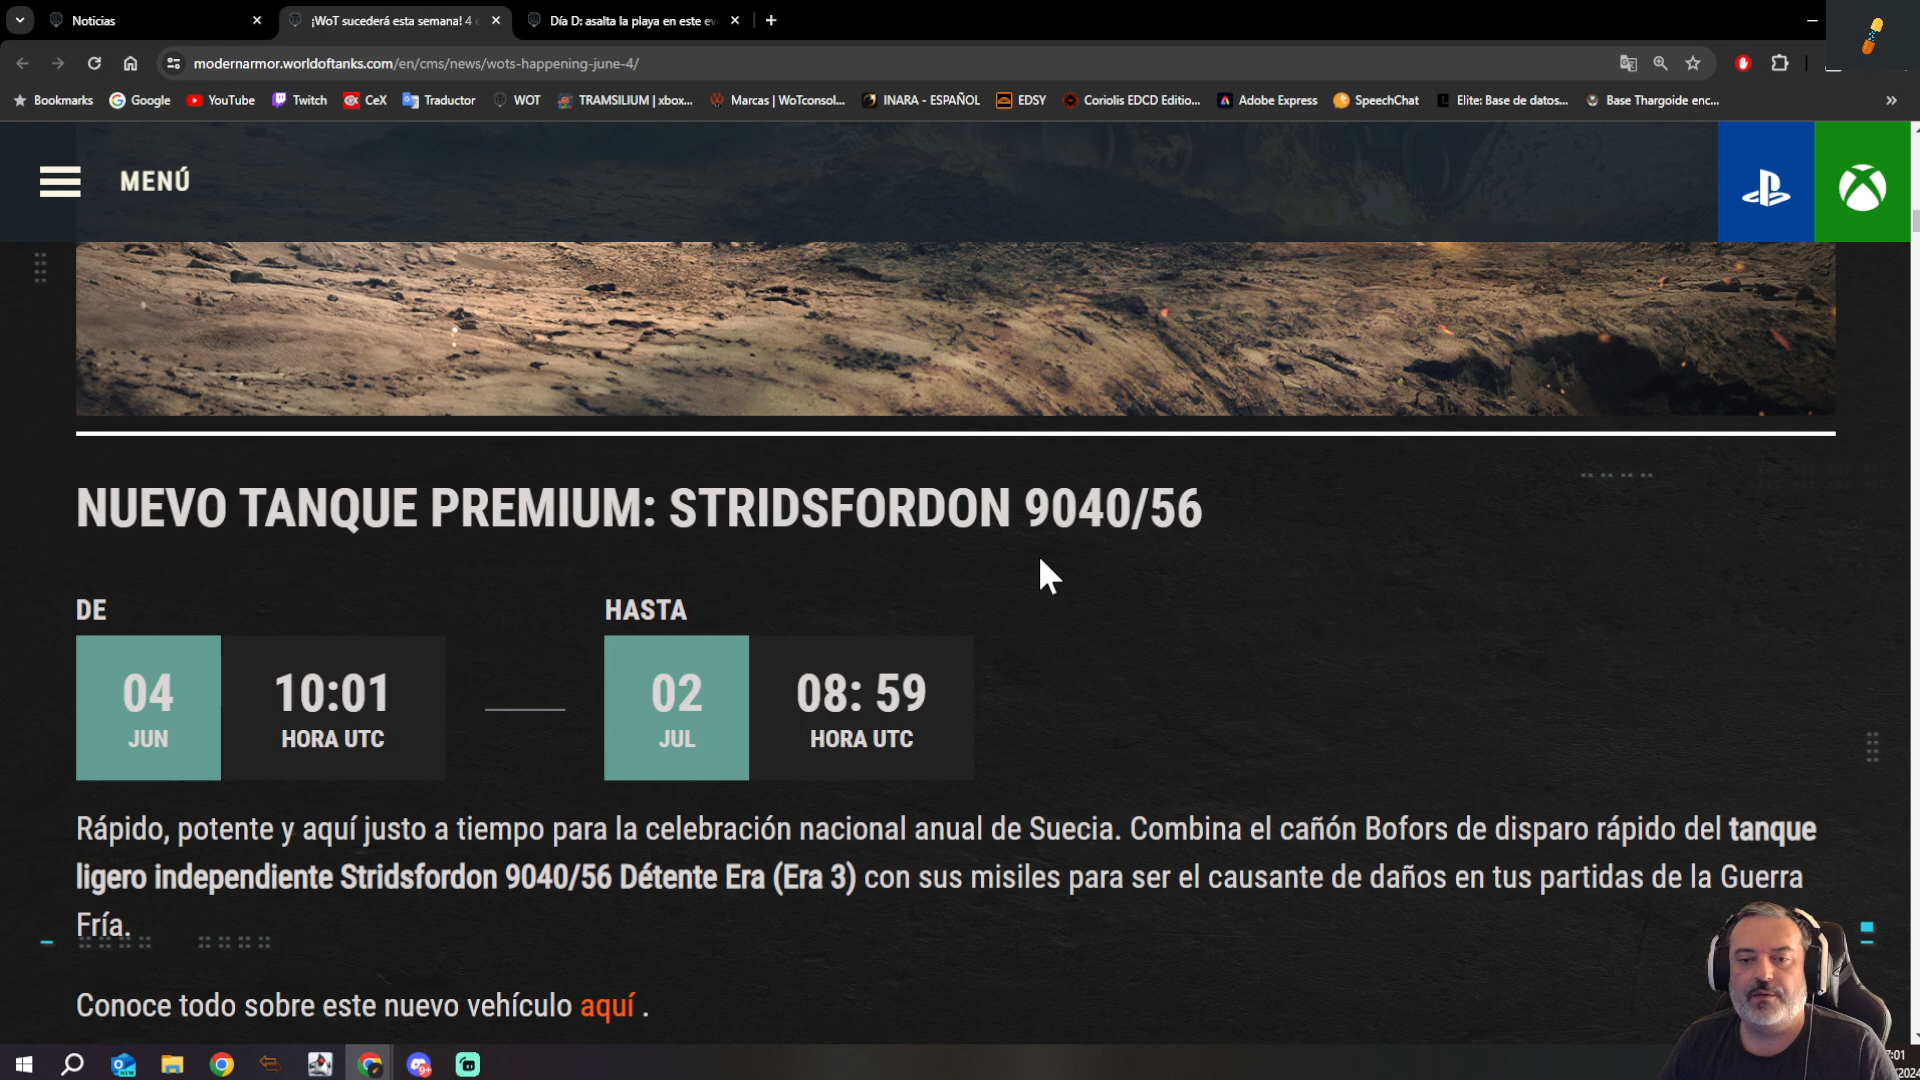 Noticias
¡WoT sucederá esta semana! 4
Día D: asalta la playa en este
modernarmor.worldoftanks.com/en/cms/news/wots-happening-june-4/
Bookmarks
Google
YouTube
Twitch
CeX
Traductor
WOT
TRAMSILIUM | xbox...
Marcas | WoTconsol...
INARA - ESPAÑOL
EDSY
Coriolis EDCD Editio...
Adobe Express
SpeechChat
Elite: Base de datos...
Base Thargoide enc...
MENÚ
NUEVO TANQUE PREMIUM: STRIDSFORDON 9040/56
DE
HASTA
04
10:01
02
08: 59
JUN
HORA UTC
JUL
HORA UTC
Rápido, potente y aquí justo a tiempo para la celebración nacional anual de Suecia. Combina el cañón Bofors de disparo rápido del tanque
ligero independiente Stridsfordon 9040/56 Détente Era (Era 3) con sus misiles para ser el causante de daños en tus partidas de la Guerra
Fría.
Conoce todo sobre este nuevo vehículo aquí .